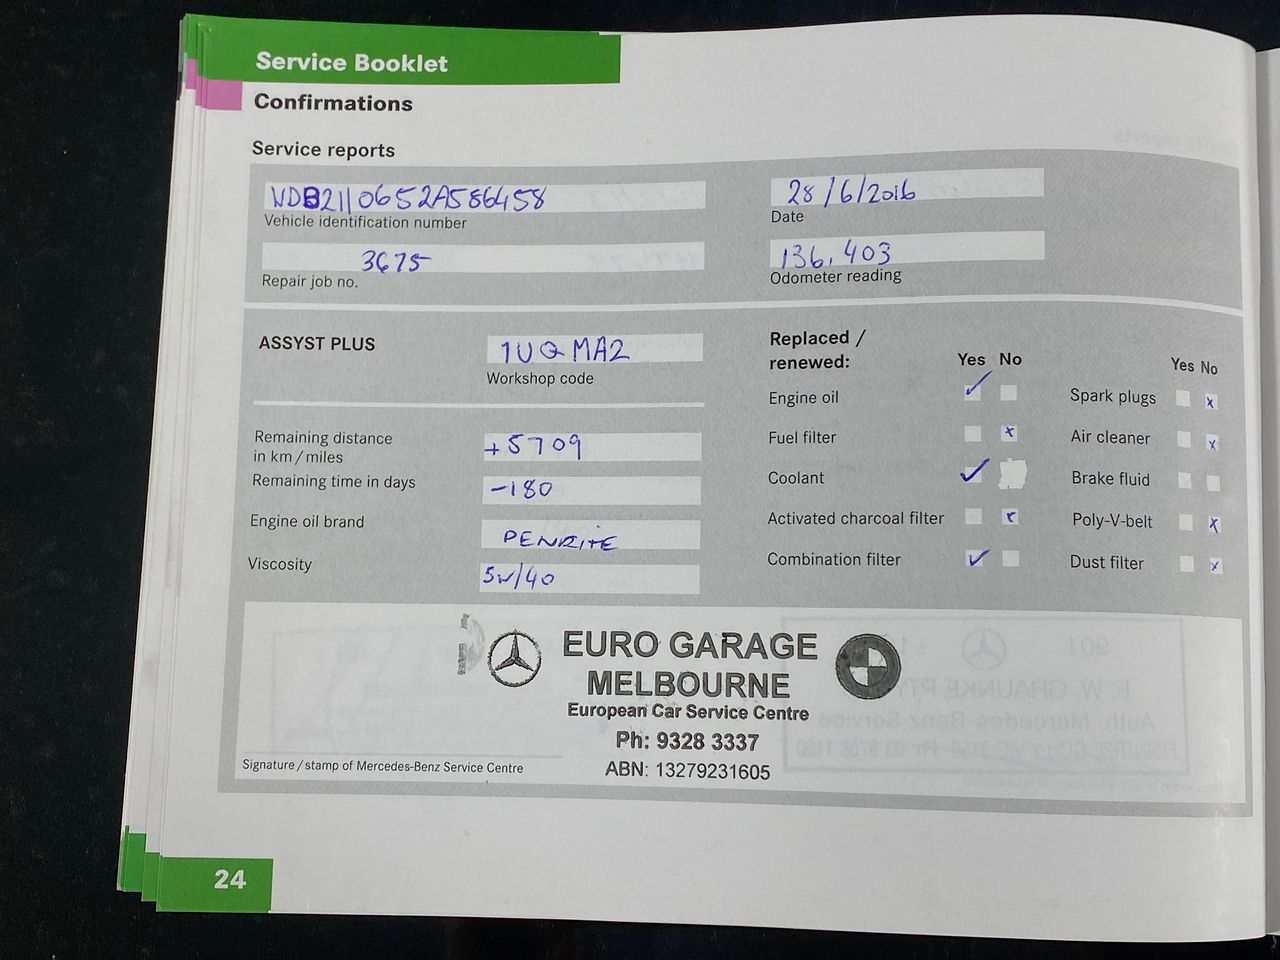 Service Booklet
Confirmations
Service reports
WDB2110652A586458
Vehicle identification number
28/6/2016
Date
3675
Repair job no.
136,403
Odometer reading
ASSYST PLUS
1UQMA2
Workshop code
Remaining distance
in km/miles
+5709
Remaining time in days
-180
Engine oil brand
PENRITE
Viscosity
5w/40
Replaced /
renewed:
Yes No
Engine oil ✓
Fuel filter x
Coolant ✓
Activated charcoal filter x
Combination filter ✓
Yes No
Spark plugs x
Air cleaner x
Brake fluid
Poly-V-belt x
Dust filter x
EURO GARAGE
MELBOURNE
European Car Service Centre
Ph: 9328 3337
ABN: 13279231605
Signature/stamp of Mercedes-Benz Service Centre
24